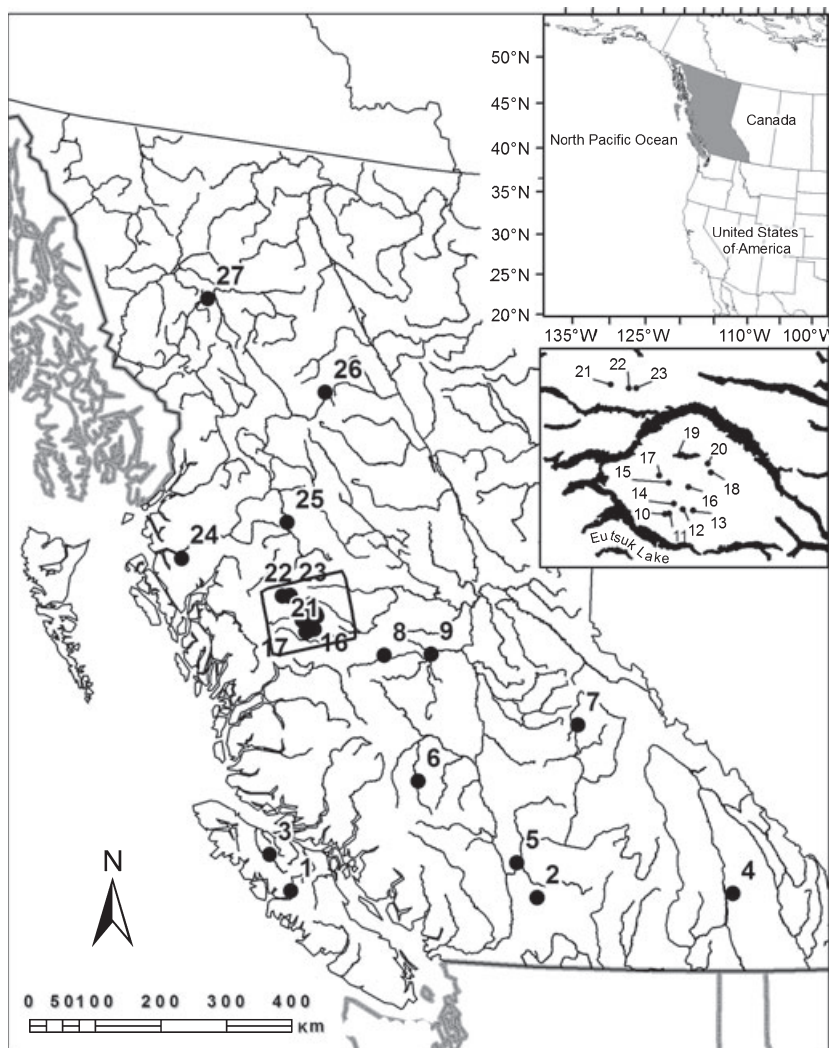 50°N
45°N
40°N
35°N
30°N
25°N
20°N
North Pacific Ocean
Canada
United States
of America
135°W
125°W
110°W
100°W
21
22
23
19
20
17
15
18
14
16
10
13
12
11
Eutsuk Lake
27
26
25
24
22
23
21
17
16
8
9
7
6
5
3
1
2
4
N
0 50 100 200 300 400
KM